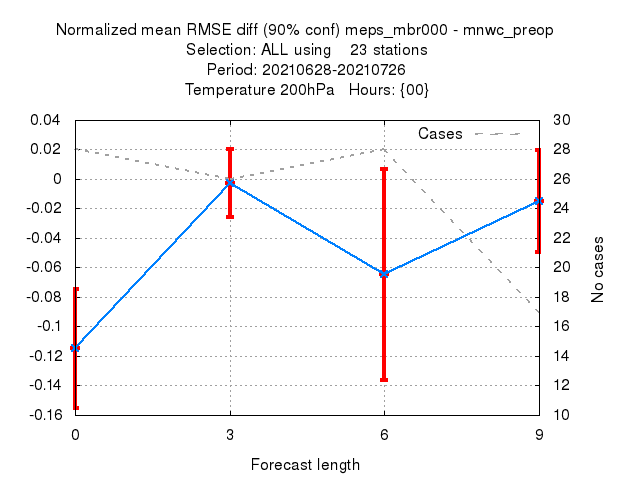 Normalized mean RMSE diff (90% conf) meps_mbr000 - mnwc_preop
Selection: ALL using 23 stations
Period: 20210628-20210726
Temperature 200hPa Hours: {00}
Cases
0.04
0.02
0
-0.02
-0.04
-0.06
-0.08
-0.1
-0.12
-0.14
-0.16
30
28
26
24
22
20
18
16
14
12
10
No cases
0 3 6 9
Forecast length